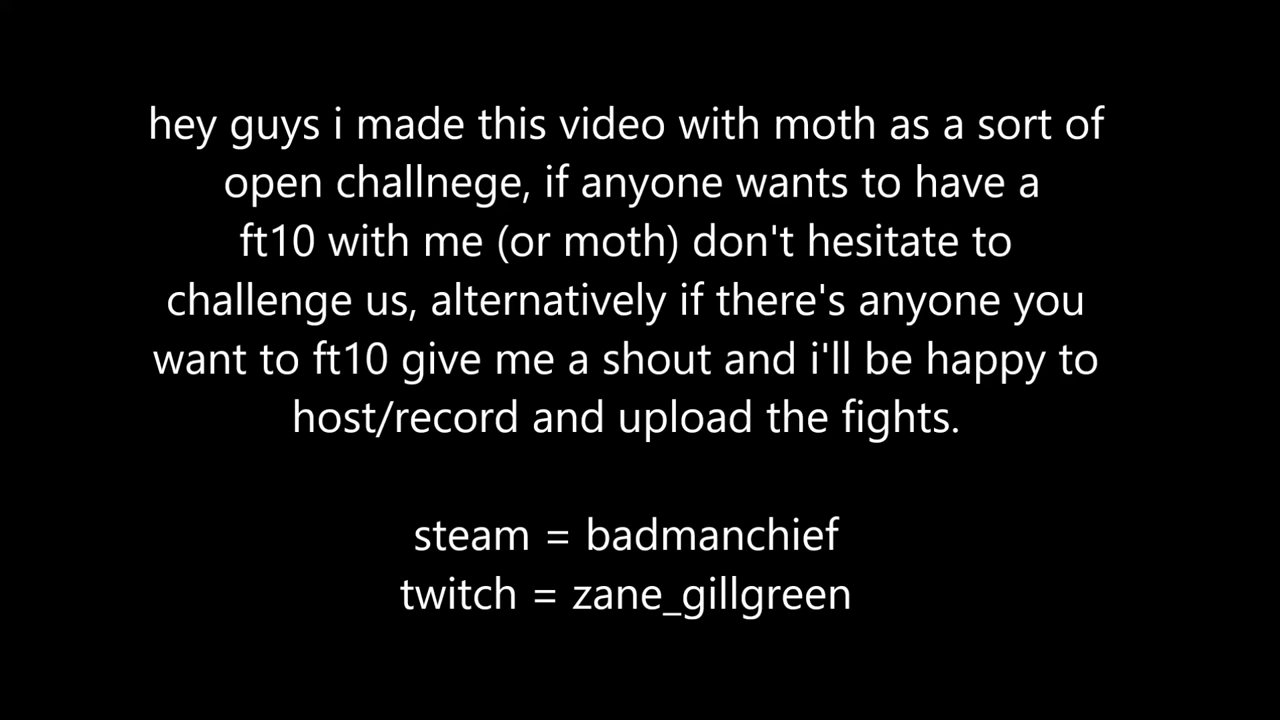 hey guys i made this video with moth as a sort of
open challnege, if anyone wants to have a
ft10 with me (or moth) don't hesitate to
challenge us, alternatively if there's anyone you
want to ft10 give me a shout and i'll be happy to
host/record and upload the fights.
steam = badmanchief
twitch = zane_gillgreen